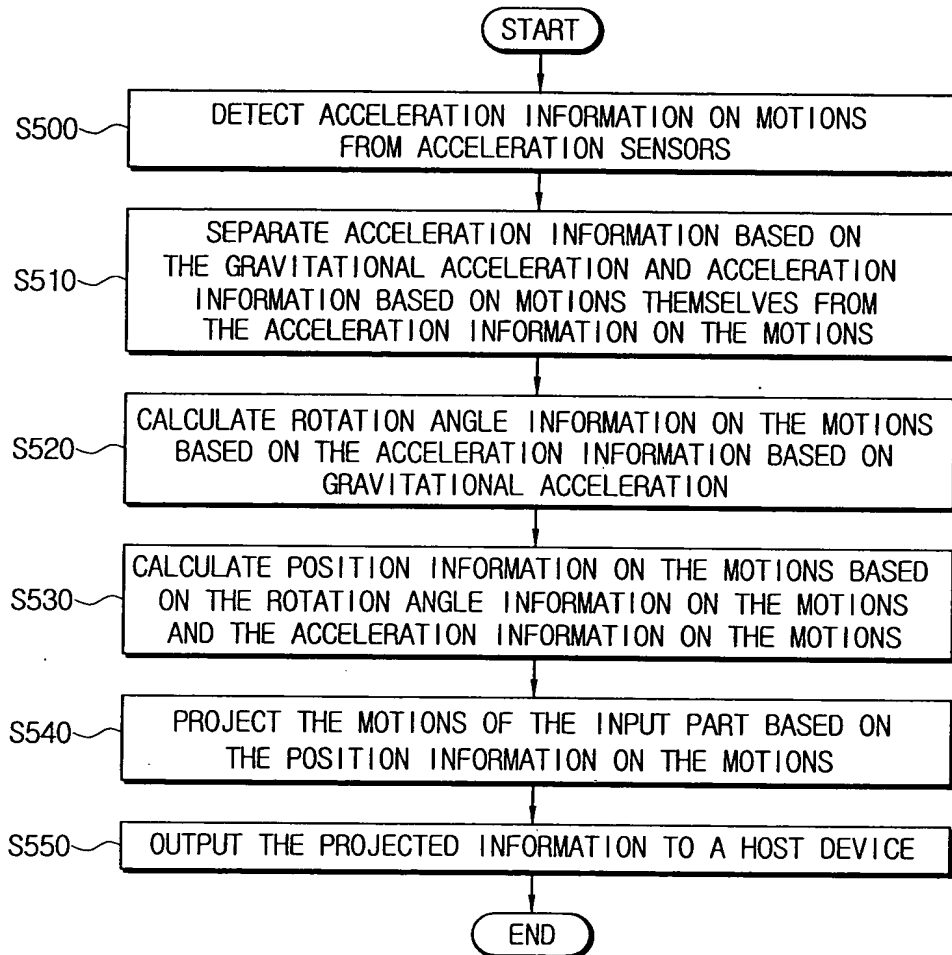 START
S500
DETECT ACCELERATION INFORMATION ON MOTIONS
FROM ACCELERATION SENSORS
S510
SEPARATE ACCELERATION INFORMATION BASED ON
THE GRAVITATIONAL ACCELERATION AND ACCELERATION
INFORMATION BASED ON MOTIONS THEMSELVES FROM
THE ACCELERATION INFORMATION ON THE MOTIONS
S520
CALCULATE ROTATION ANGLE INFORMATION ON THE MOTIONS
BASED ON THE ACCELERATION INFORMATION BASED ON
GRAVITATIONAL ACCELERATION
S530
CALCULATE POSITION INFORMATION ON THE MOTIONS BASED
ON THE ROTATION ANGLE INFORMATION ON THE MOTIONS
AND THE ACCELERATION INFORMATION ON THE MOTIONS
S540
PROJECT THE MOTIONS OF THE INPUT PART BASED ON
THE POSITION INFORMATION ON THE MOTIONS
S550
OUTPUT THE PROJECTED INFORMATION TO A HOST DEVICE
END